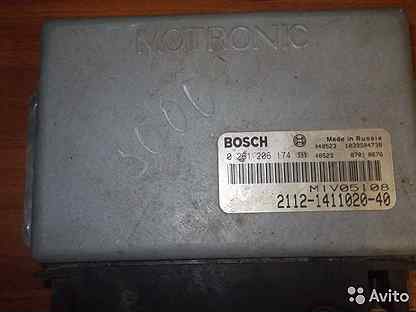 MOTRONIC
BOSCH
Made in Russia
0 261 206 174
M1V05108
2112-1411020-40
Avito